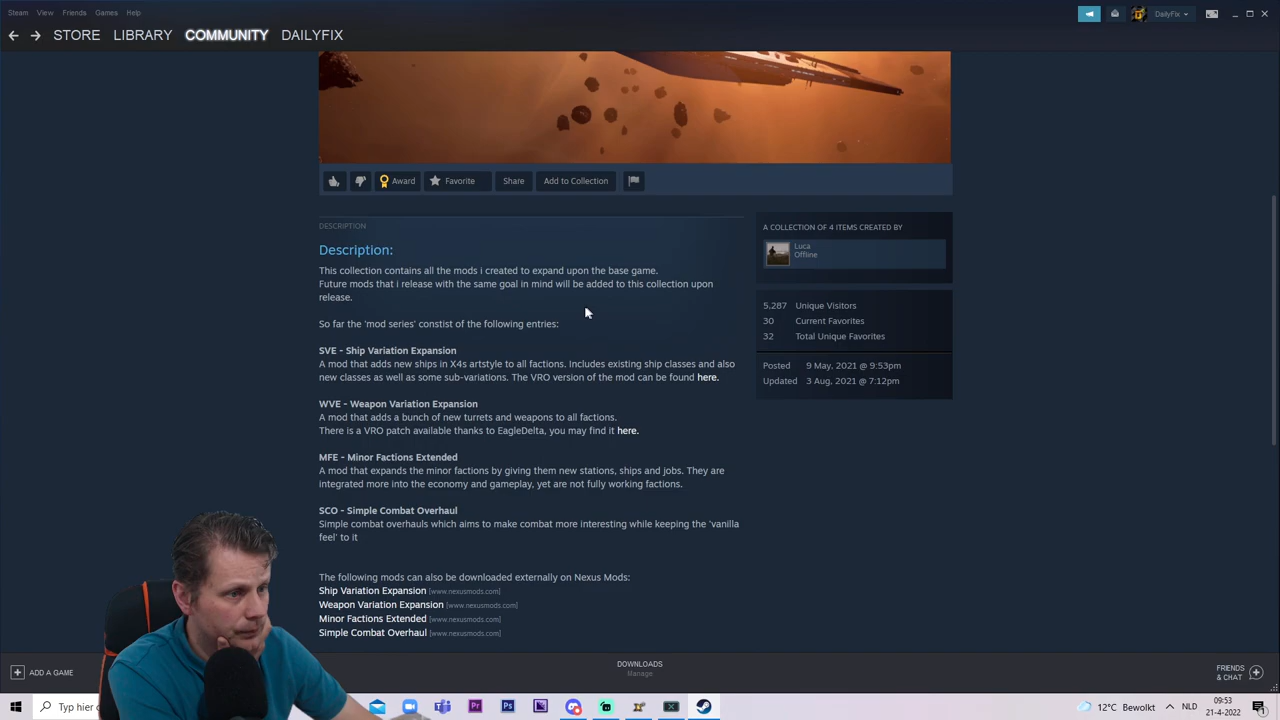 Steam View Friends Games Help
DailyFix
STORE LIBRARY COMMUNITY DAILYFIX
Award Favorite Share Add to Collection
DESCRIPTION
Description:
This collection contains all the mods i created to expand upon the base game.
Future mods that i release with the same goal in mind will be added to this collection upon
release.
So far the 'mod series' constist of the following entries:
SVE - Ship Variation Expansion
A mod that adds new ships in X4s artstyle to all factions. Includes existing ship classes and also
new classes as well as some sub-variations. The VRO version of the mod can be found here.
WVE - Weapon Variation Expansion
A mod that adds a bunch of new turrets and weapons to all factions.
There is a VRO patch available thanks to EagleDelta, you may find it here.
MFE - Minor Factions Extended
A mod that expands the minor factions by giving them new stations, ships and jobs. They are
integrated more into the economy and gameplay, yet are not fully working factions.
SCO - Simple Combat Overhaul
Simple combat overhauls which aims to make combat more interesting while keeping the 'vanilla
feel' to it
The following mods can also be downloaded externally on Nexus Mods:
Ship Variation Expansion [www.nexusmods.com]
Weapon Variation Expansion [www.nexusmods.com]
Minor Factions Extended [www.nexusmods.com]
Simple Combat Overhaul [www.nexusmods.com]
A COLLECTION OF 4 ITEMS CREATED BY
Luca
Offline
5,287 Unique Visitors
30 Current Favorites
32 Total Unique Favorites
Posted 9 May, 2021 @ 9:53pm
Updated 3 Aug, 2021 @ 7:12pm
ADD A GAME
DOWNLOADS
Manage
FRIENDS
& CHAT
Typ hier
Pr
Ps
12°C Bewolkt
NLD
09:53
21-4-2022